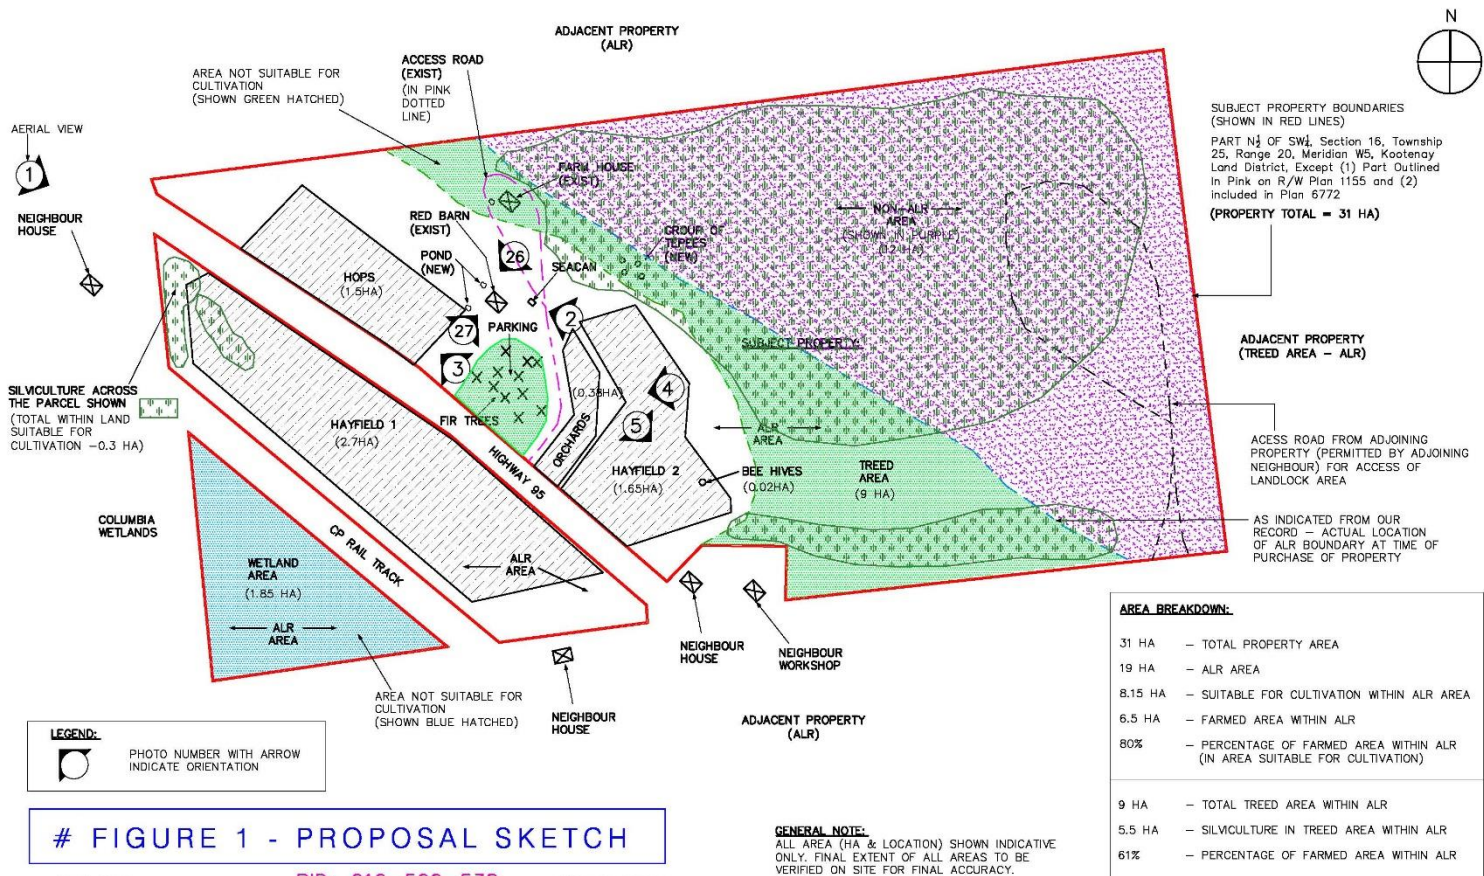 ADJACENT PROPERTY
(ALR)
N
AREA NOT SUITABLE FOR
CULTIVATION
(SHOWN GREEN HATCHED)
ACCESS ROAD
(EXIST)
(IN PINK
DOTTED
LINE)
AERIAL VIEW
1
NEIGHBOUR
HOUSE
SUBJECT PROPERTY BOUNDARIES
(SHOWN IN RED LINES)
PART N½ OF SW¼, Section 16, Township
25, Range 20, Meridian W5, Kootenay
Land District, Except (1) Part Outlined
In Pink on R/W Plan 1155 and (2)
included in Plan 6772
(PROPERTY TOTAL = 31 HA)
FARM HOUSE
(EXIST)
RED BARN
(EXIST)
POND
(NEW)
26
SEACAN
GROUP OF
TEPEES
(NEW)
NON-ALR
AREA
(SHOWN IN PURPLE)
(12 HA)
HOPS
(1.5HA)
27
PARKING
2
3
FIR TREES
(0.35HA)
ORCHARDS
4
5
SUBJECT PROPERTY:
ADJACENT PROPERTY
(TREED AREA - ALR)
SILVICULTURE ACROSS
THE PARCEL SHOWN
(TOTAL WITHIN LAND
SUITABLE FOR
CULTIVATION -0.3 HA)
HAYFIELD 1
(2.7HA)
HIGHWAY 95
HAYFIELD 2
(1.65HA)
ALR
AREA
BEE HIVES
(0.02HA)
TREED
AREA
(9 HA)
ACESS ROAD FROM ADJOINING
PROPERTY (PERMITTED BY ADJOINING
NEIGHBOUR) FOR ACCESS OF
LANDLOCK AREA
AS INDICATED FROM OUR
RECORD - ACTUAL LOCATION
OF ALR BOUNDARY AT TIME OF
PURCHASE OF PROPERTY
COLUMBIA
WETLANDS
CP RAIL TRACK
WETLAND
AREA
(1.85 HA)
ALR
AREA
ALR
AREA
AREA NOT SUITABLE FOR
CULTIVATION
(SHOWN BLUE HATCHED)
NEIGHBOUR
HOUSE
NEIGHBOUR
HOUSE
NEIGHBOUR
WORKSHOP
ADJACENT PROPERTY
(ALR)
LEGEND:
PHOTO NUMBER WITH ARROW
INDICATE ORIENTATION
# FIGURE 1 - PROPOSAL SKETCH
GENERAL NOTE:
ALL AREA (HA & LOCATION) SHOWN INDICATIVE
ONLY. FINAL EXTENT OF ALL AREAS TO BE
VERIFIED ON SITE FOR FINAL ACCURACY.
AREA BREAKDOWN:
31 HA - TOTAL PROPERTY AREA
19 HA - ALR AREA
8.15 HA - SUITABLE FOR CULTIVATION WITHIN ALR AREA
6.5 HA - FARMED AREA WITHIN ALR
80% - PERCENTAGE OF FARMED AREA WITHIN ALR
(IN AREA SUITABLE FOR CULTIVATION)
9 HA - TOTAL TREED AREA WITHIN ALR
5.5 HA - SILVICULTURE IN TREED AREA WITHIN ALR
61% - PERCENTAGE OF FARMED AREA WITHIN ALR